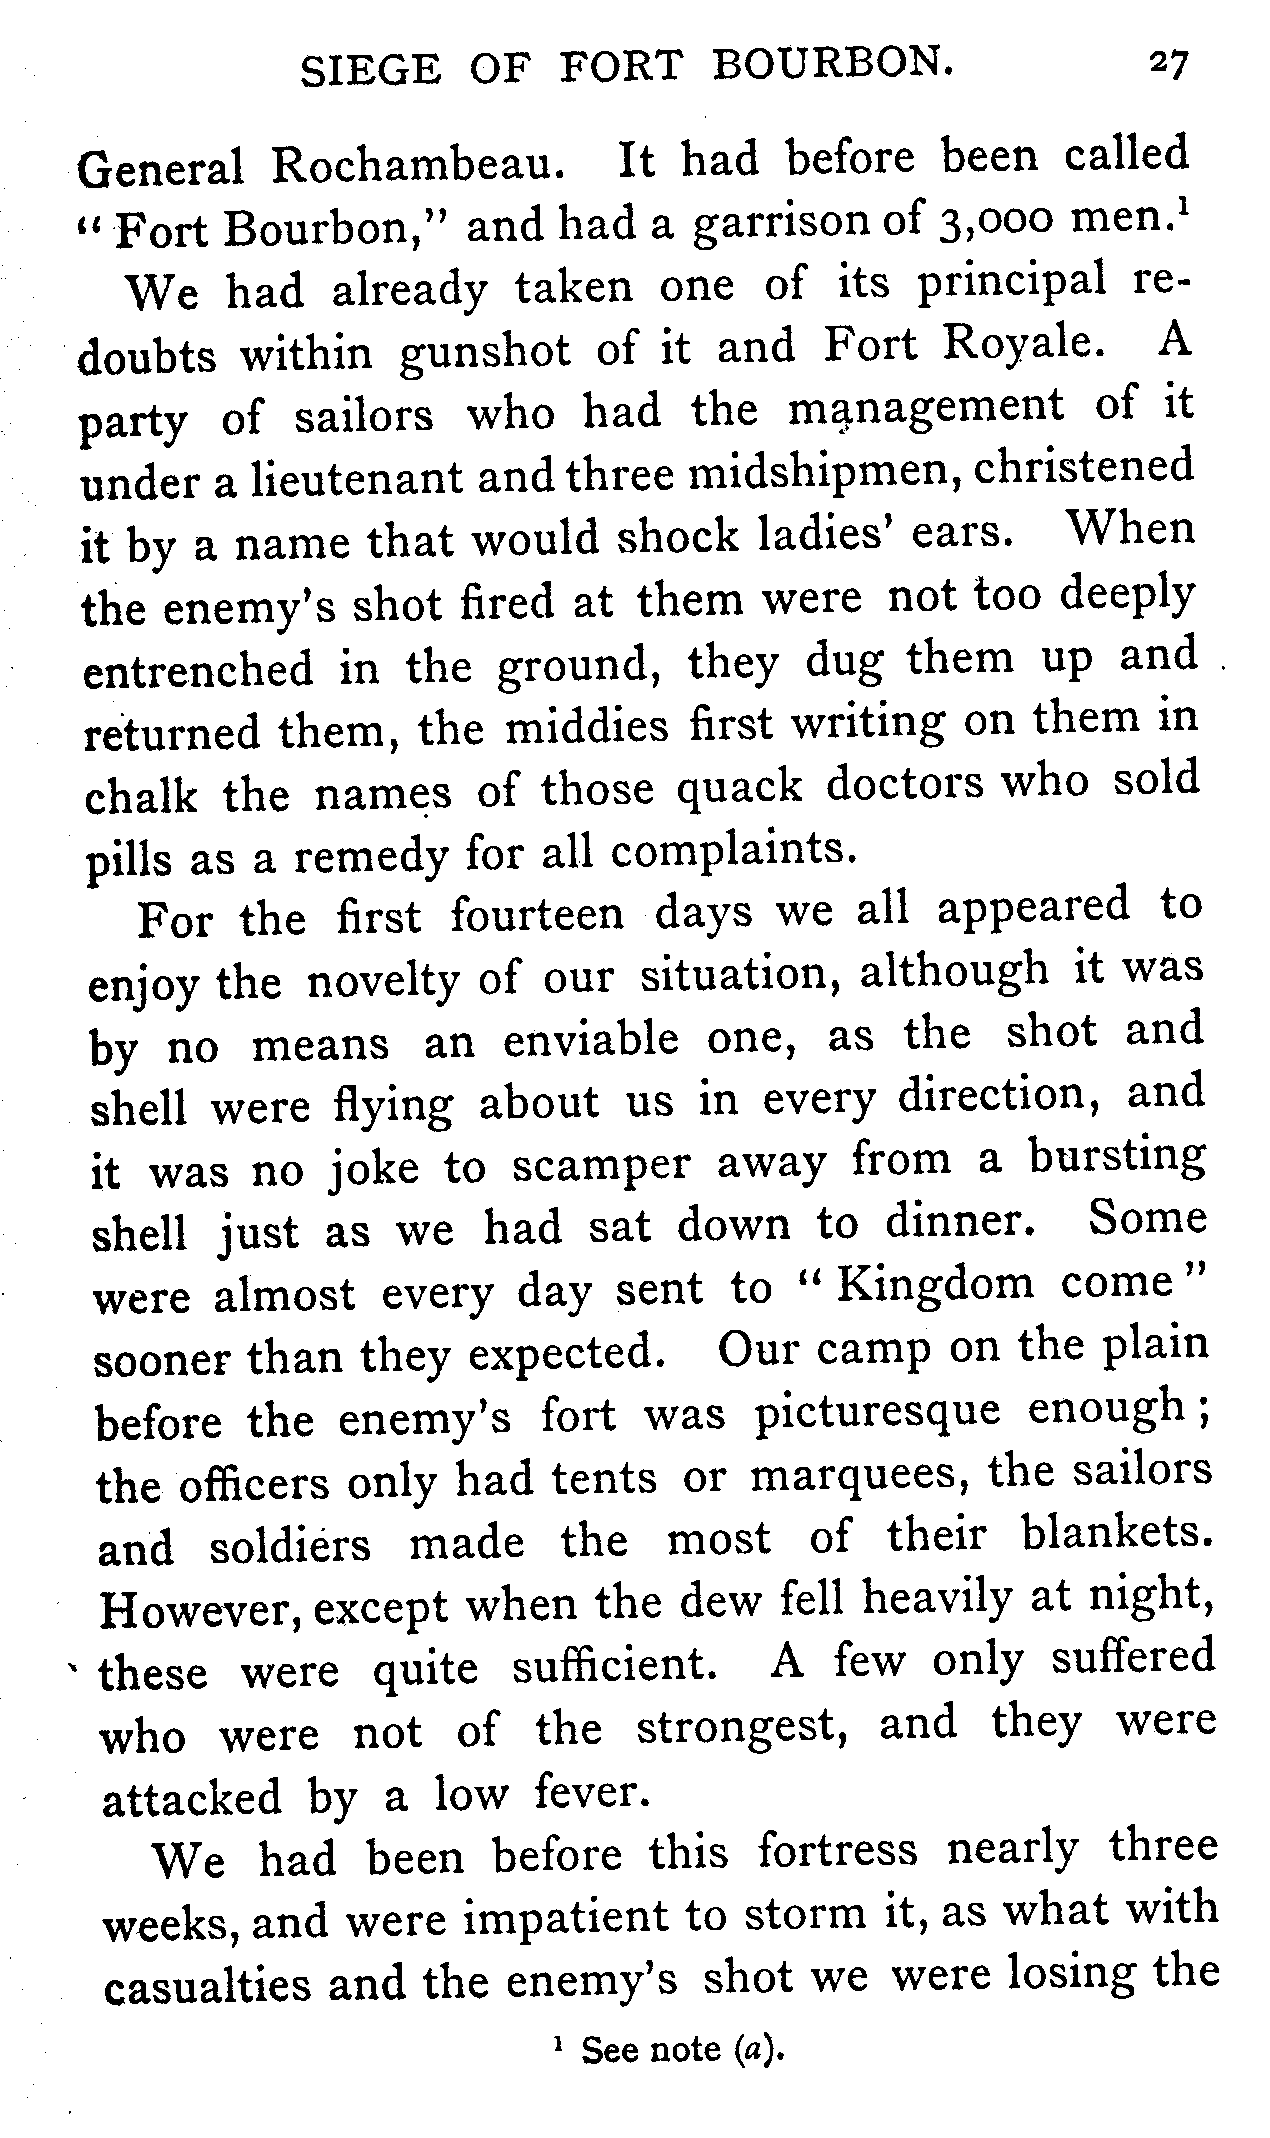 SIEGE OF FORT BOURBON. 27
General Rochambeau. It had before been called
“ Fort Bourbon,” and had a garrison of 3,000 men.¹
We had already taken one of its principal re-
doubts within gunshot of it and Fort Royale. A
party of sailors who had the management of it
under a lieutenant and three midshipmen, christened
it by a name that would shock ladies’ ears. When
the enemy’s shot fired at them were not too deeply
entrenched in the ground, they dug them up and
returned them, the middies first writing on them in
chalk the names of those quack doctors who sold
pills as a remedy for all complaints.
For the first fourteen days we all appeared to
enjoy the novelty of our situation, although it was
by no means an enviable one, as the shot and
shell were flying about us in every direction, and
it was no joke to scamper away from a bursting
shell just as we had sat down to dinner. Some
were almost every day sent to “ Kingdom come ”
sooner than they expected. Our camp on the plain
before the enemy’s fort was picturesque enough ;
the officers only had tents or marquees, the sailors
and soldiers made the most of their blankets.
However, except when the dew fell heavily at night,
these were quite sufficient. A few only suffered
who were not of the strongest, and they were
attacked by a low fever.
We had been before this fortress nearly three
weeks, and were impatient to storm it, as what with
casualties and the enemy’s shot we were losing the
¹ See note (a).